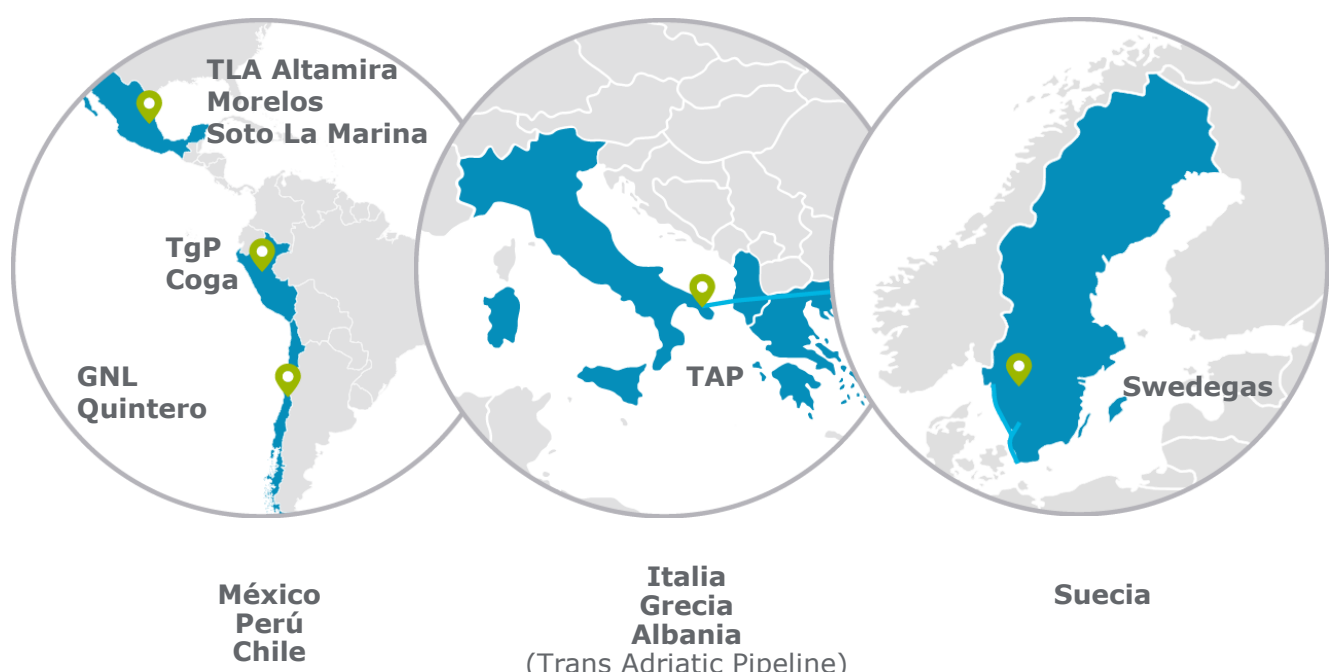 TLA Altamira
Morelos
Soto La Marina
TgP
Coga
GNL
Quintero
TAP
Swedegas
México
Perú
Chile
Italia
Grecia
Albania
(Trans Adriatic Pipeline)
Suecia